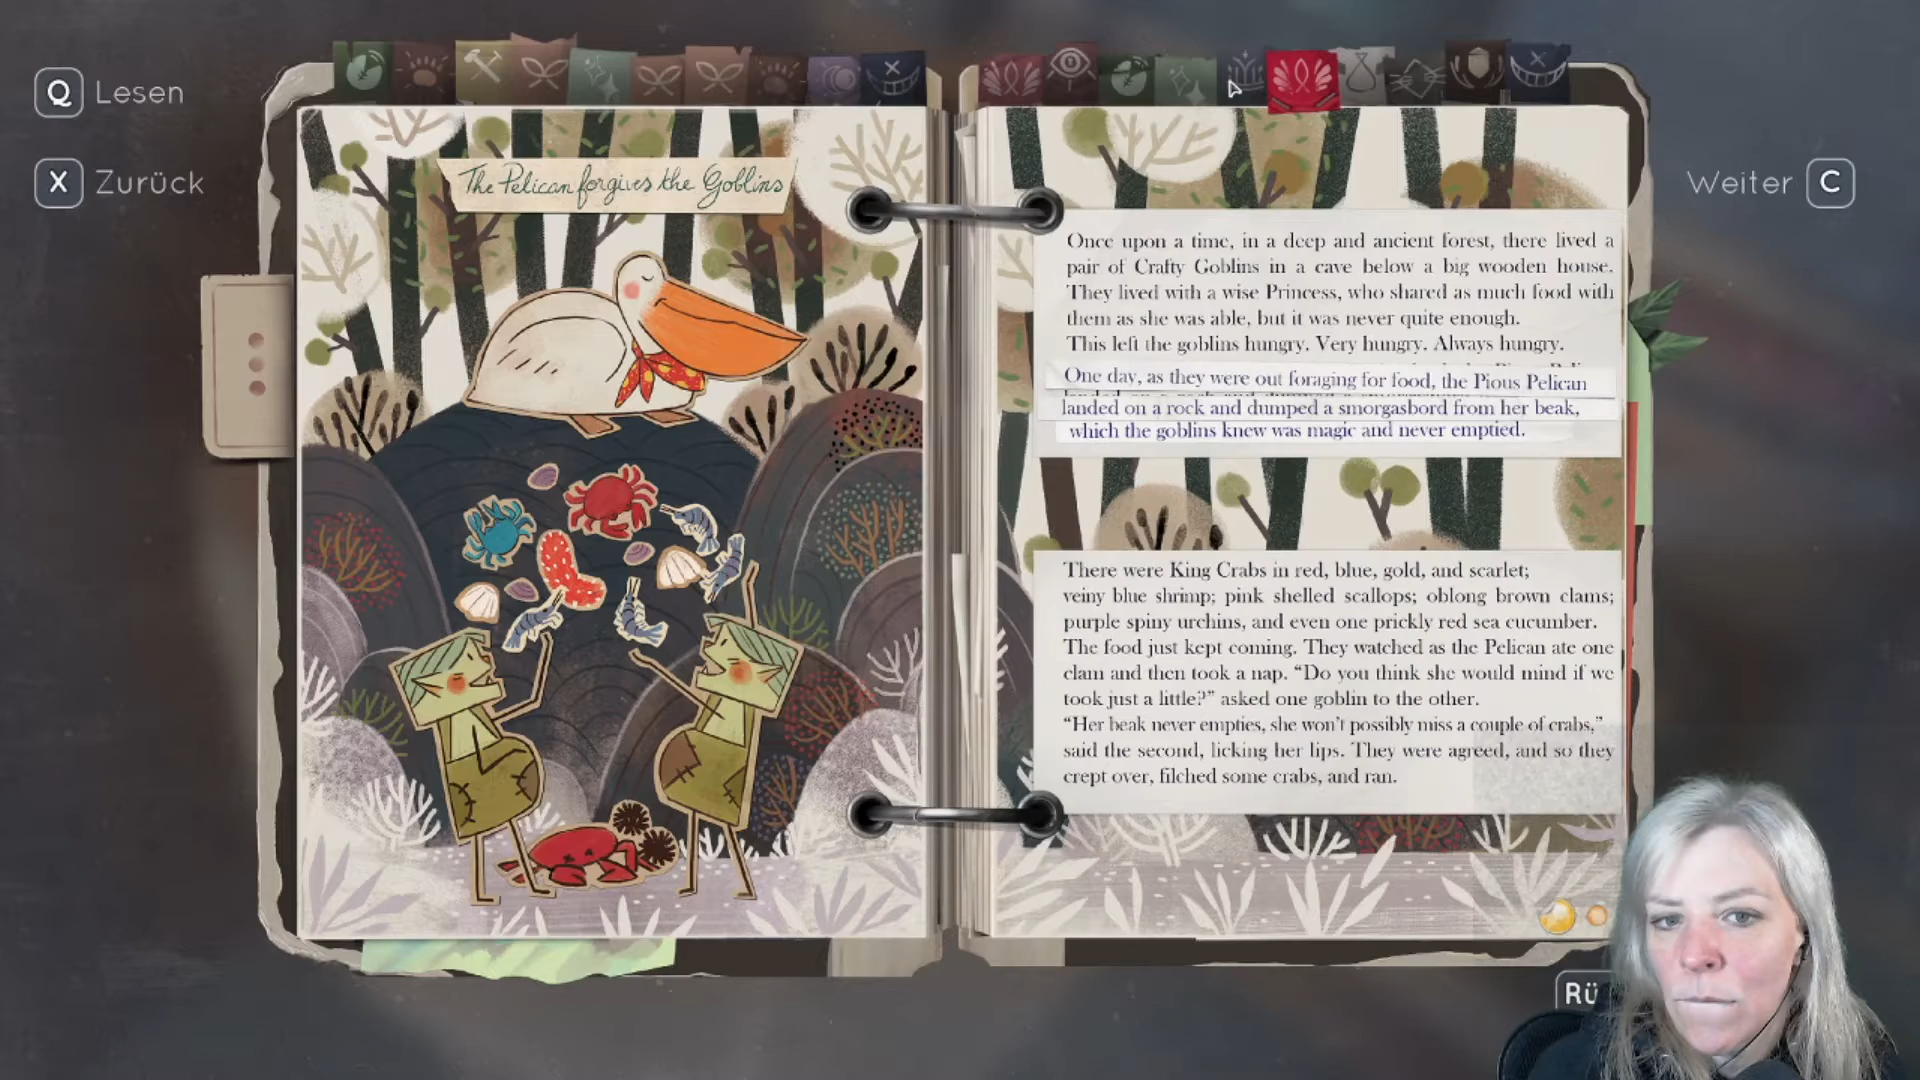 Q Lesen
X Zurück
Weiter C
The Pelican forgives the Goblins
Once upon a time, in a deep and ancient forest, there lived a
pair of Crafty Goblins in a cave below a big wooden house.
They lived with a wise Princess, who shared as much food with
them as she was able, but it was never quite enough.
This left the goblins hungry. Very hungry. Always hungry.
One day, as they were out foraging for food, the Pious Pelican
landed on a rock and dumped a smorgasbord from her beak,
which the goblins knew was magic and never emptied.
There were King Crabs in red, blue, gold, and scarlet;
veiny blue shrimp; pink shelled scallops; oblong brown clams;
purple spiny urchins, and even one prickly red sea cucumber.
The food just kept coming. They watched as the Pelican ate one
clam and then took a nap. “Do you think she would mind if we
took just a little?” asked one goblin to the other.
“Her beak never empties, she won’t possibly miss a couple of crabs,”
said the second, licking her lips. They were agreed, and so they
crept over, filched some crabs, and ran.
Rü